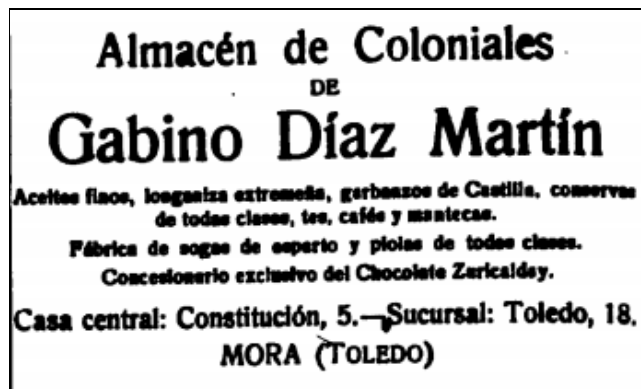 Almacén de Coloniales
DE
Gabino Díaz Martín
Aceites finos, longaniza extremeña, garbanzos de Castilla, conservas
de todas clases, tes, cafés y mantecas.
Fábrica de sogas de esparto y piolas de todas clases.
Concesionario exclusivo del Chocolate Zuricalday.
Casa central: Constitución, 5.—Sucursal: Toledo, 18.
MORA (TOLEDO)